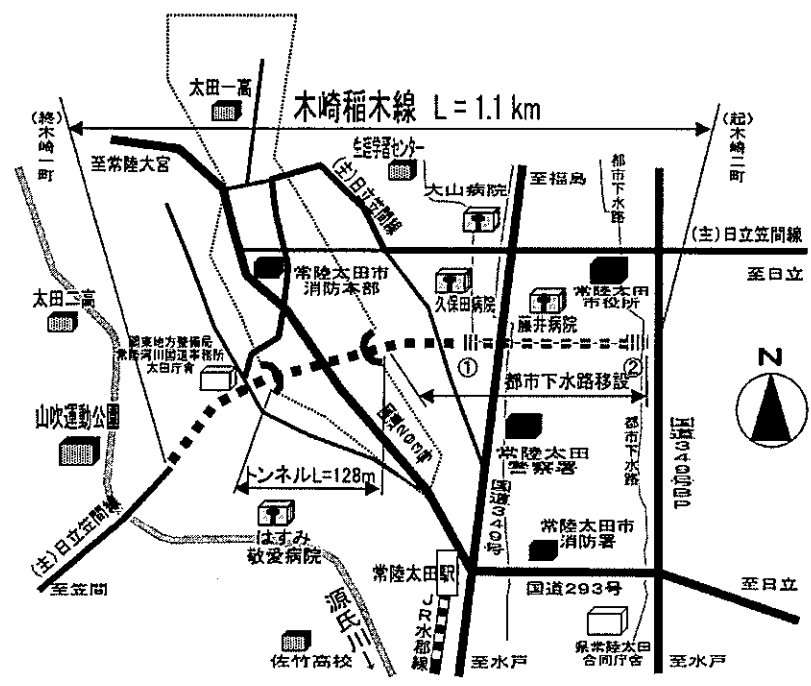 太田一高
木崎稲木線 L=1.1km
(終)木崎一町
(起)木崎二町
至常陸大宮
(主)日立笠間線
生涯学習センター
大山病院
至福島
都市下水路
(主)日立笠間線
至日立
常陸太田市
消防本部
久保田病院
藤井病院
常陸太田
市役所
太田二高
関東地方整備局
常陸河川国道事務所
太田庁舎
①
②
都市下水路移設
N
山吹運動公園
国道293号
トンネルL=128m
常陸太田
警察署
国道349号
都市下水路
国道349号BP
(主)日立笠間線
至笠間
はすみ
敬愛病院
常陸太田駅
常陸太田市
消防署
国道293号
至日立
源氏川
JR水郡線
佐竹高校
至水戸
県常陸太田
合同庁舎
至水戸